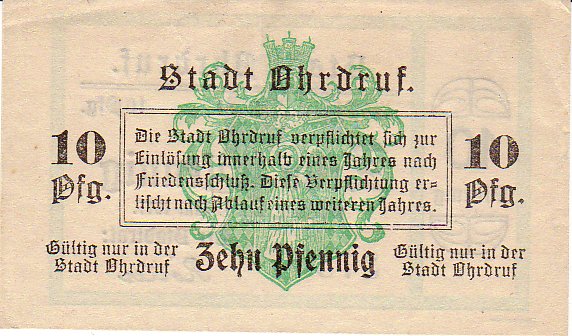 Stadt Ohrdruf.
10 Pfg.
Die Stadt Ohrdruf verpflichtet sich zur
Einlösung innerhalb eines Jahres nach
Friedensschluß. Diese Verpflichtung er-
lischt nach Ablauf eines weiteren Jahres.
10 Pfg.
Gültig nur in der
Stadt Ohrdruf
Zehn Pfennig
Gültig nur in der
Stadt Ohrdruf